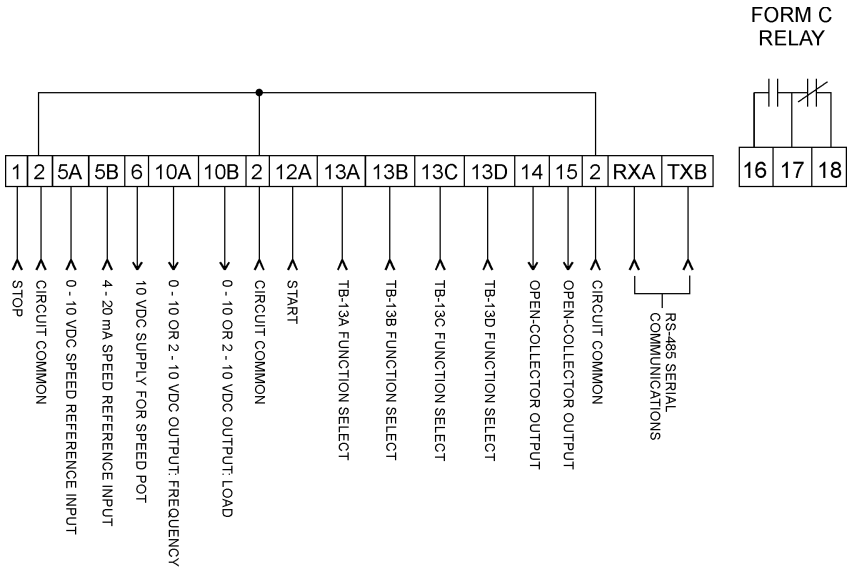 FORM C
RELAY
1 2 5A 5B 6 10A 10B 2 12A 13A 13B 13C 13D 14 15 2 RXA TXB
16 17 18
STOP
CIRCUIT COMMON
0 - 10 VDC SPEED REFERENCE INPUT
4 - 20 mA SPEED REFERENCE INPUT
10 VDC SUPPLY FOR SPEED POT
0 - 10 OR 2 - 10 VDC OUTPUT: FREQUENCY
0 - 10 OR 2 - 10 VDC OUTPUT: LOAD
CIRCUIT COMMON
START
TB-13A FUNCTION SELECT
TB-13B FUNCTION SELECT
TB-13C FUNCTION SELECT
TB-13D FUNCTION SELECT
OPEN-COLLECTOR OUTPUT
OPEN-COLLECTOR OUTPUT
CIRCUIT COMMON
RS-485 SERIAL
COMMUNICATIONS